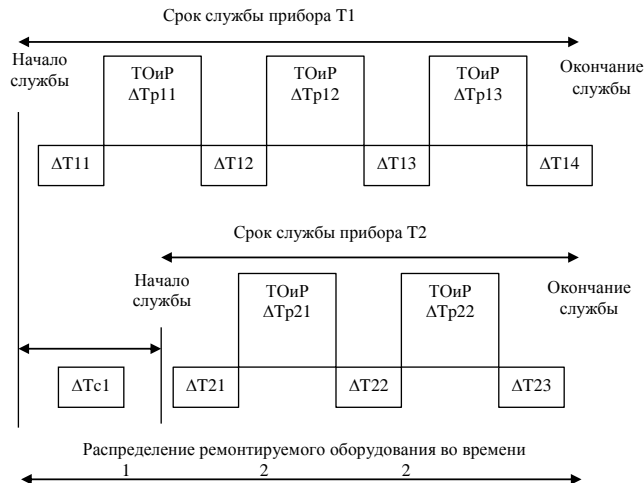 Срок службы прибора Т1
Начало
службы
ТОиР
ΔТр11
ТОиР
ΔТр12
ТОиР
ΔТр13
Окончание
службы
ΔТ11
ΔТ12
ΔТ13
ΔТ14
Срок службы прибора Т2
Начало
службы
ТОиР
ΔТр21
ТОиР
ΔТр22
Окончание
службы
ΔТс1
ΔТ21
ΔТ22
ΔТ23
Распределение ремонтируемого оборудования во времени
1 2 2